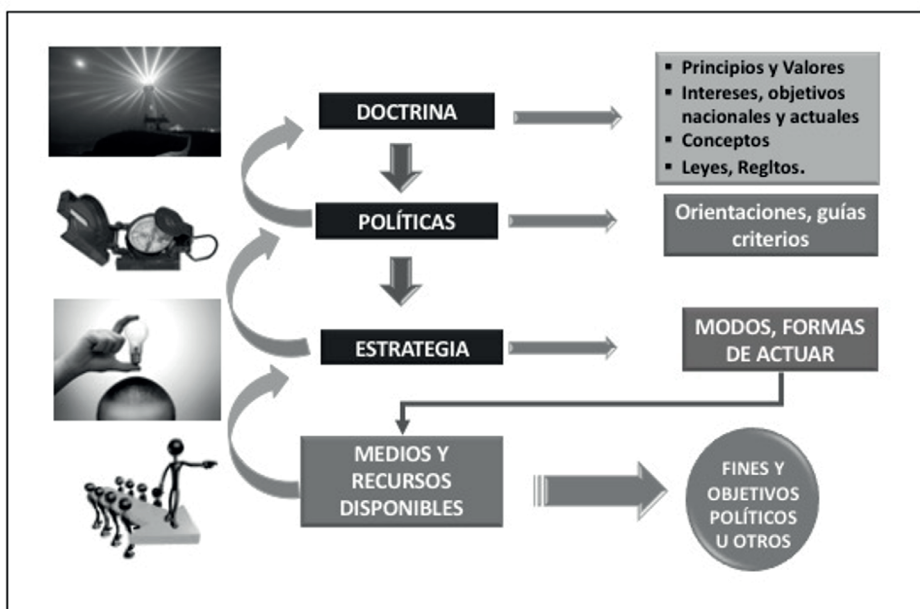 DOCTRINA
▪ Principios y Valores
▪ Intereses, objetivos
nacionales y actuales
▪ Conceptos
▪ Leyes, Regltos.
POLÍTICAS
Orientaciones, guías
criterios
ESTRATEGIA
MODOS, FORMAS
DE ACTUAR
MEDIOS Y
RECURSOS
DISPONIBLES
FINES Y
OBJETIVOS
POLÍTICOS
U OTROS